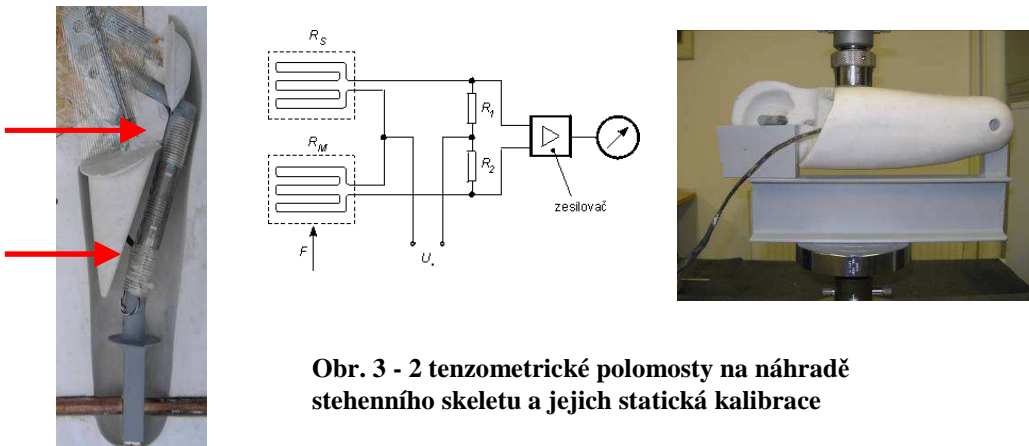 R_S
R_1
R_M
R_2
zesilovač
F
U_*
Obr. 3 - 2 tenzometrické polomosty na náhradě
stehenního skeletu a jejich statická kalibrace